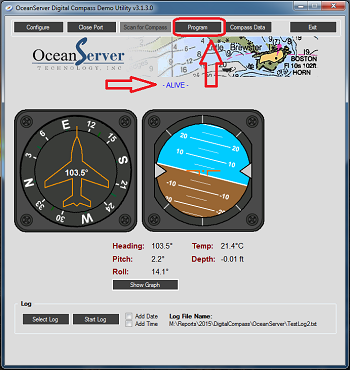 OceanServer Digital Compass Demo Utility v3.1.3.0
Configure Close Port Scan for Compass Program Compass Data Exit
OceanServer
TECHNOLOGY, INC
Little Brewster
BOSTON
Fl 10s 102ft
HORN
- ALIVE -
E 12 15 S 21 24 W 30 33 N 3 6
103.5°
20 20
10 10
-10 -10
-20 -20
Heading: 103.5° Temp: 21.4°C
Pitch: 2.2° Depth: -0.01 ft
Roll: 14.1°
Show Graph
Log
Select Log Start Log Add Date Log File Name:
Add Time M:\Reports\2015\DigitalCompass\OceanServer\TestLog2.txt